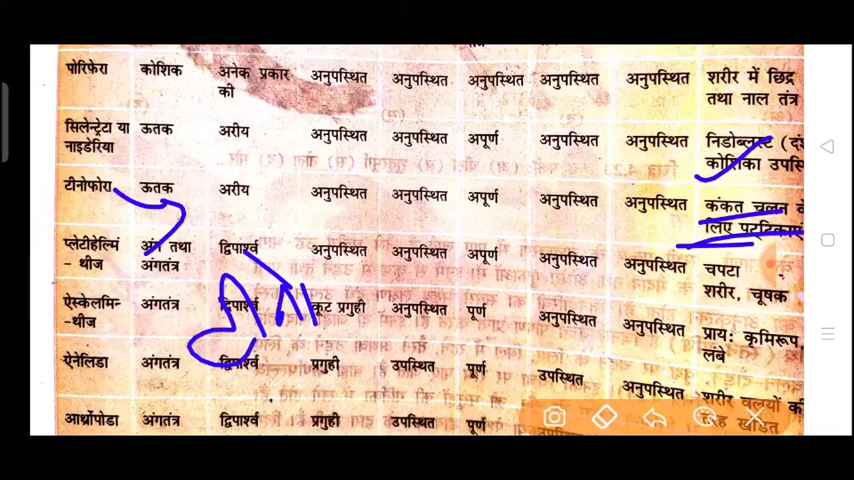 पोरिफेरा कोशिक अनेक प्रकार अनुपस्थित अनुपस्थित अनुपस्थित अनुपस्थित अनुपस्थित शरीर में छिद्र
की तथा नाल तंत्र
सिलेन्ट्रेटा या ऊतक अरीय अनुपस्थित अनुपस्थित अपूर्ण अनुपस्थित अनुपस्थित निडोब्लास्ट
नाइडेरिया कोशिका
टीनोफोरा ऊतक अरीय अनुपस्थित अनुपस्थित अपूर्ण अनुपस्थित अनुपस्थित कंकत चलन
लिए पट्टिकाएं
प्लेटीहेल्मिं अंग तथा द्विपार्श्व अनुपस्थित अनुपस्थित अपूर्ण अनुपस्थित अनुपस्थित चपटा
- थीज अंगतंत्र शरीर, चूषक
ऐस्केलमिन अंगतंत्र द्विपार्श्व कूट प्रगुही अनुपस्थित पूर्ण अनुपस्थित अनुपस्थित प्राय: कृमिरूप,
-थीज लंबे
ऐनेलिडा अंगतंत्र द्विपार्श्व प्रगुही उपस्थित पूर्ण उपस्थित अनुपस्थित शरीर वलयों की
तरह खंडित
आर्थ्रोपोडा अंगतंत्र द्विपार्श्व प्रगुही उपस्थित पूर्ण